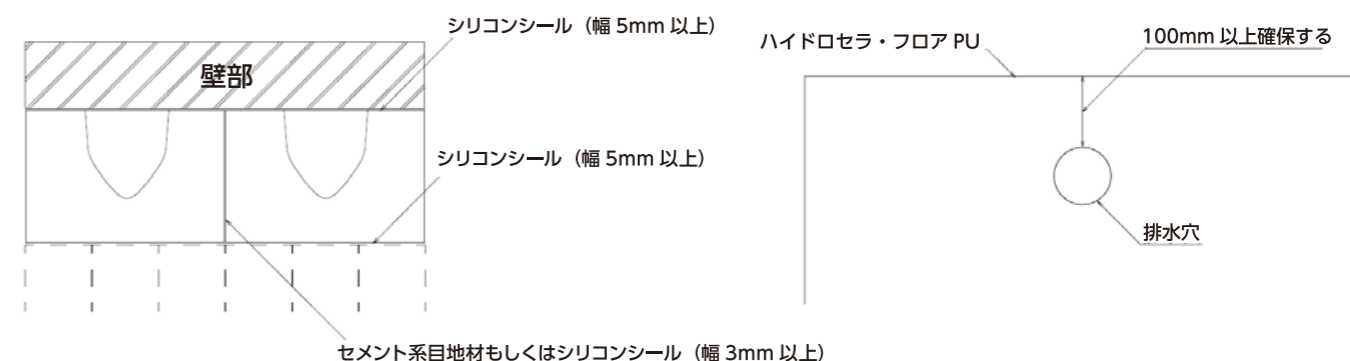 シリコンシール（幅 5mm 以上）
壁部
シリコンシール（幅 5mm 以上）
セメント系目地材もしくはシリコンシール（幅 3mm 以上）
ハイドロセラ・フロア PU
100mm 以上確保する
排水穴